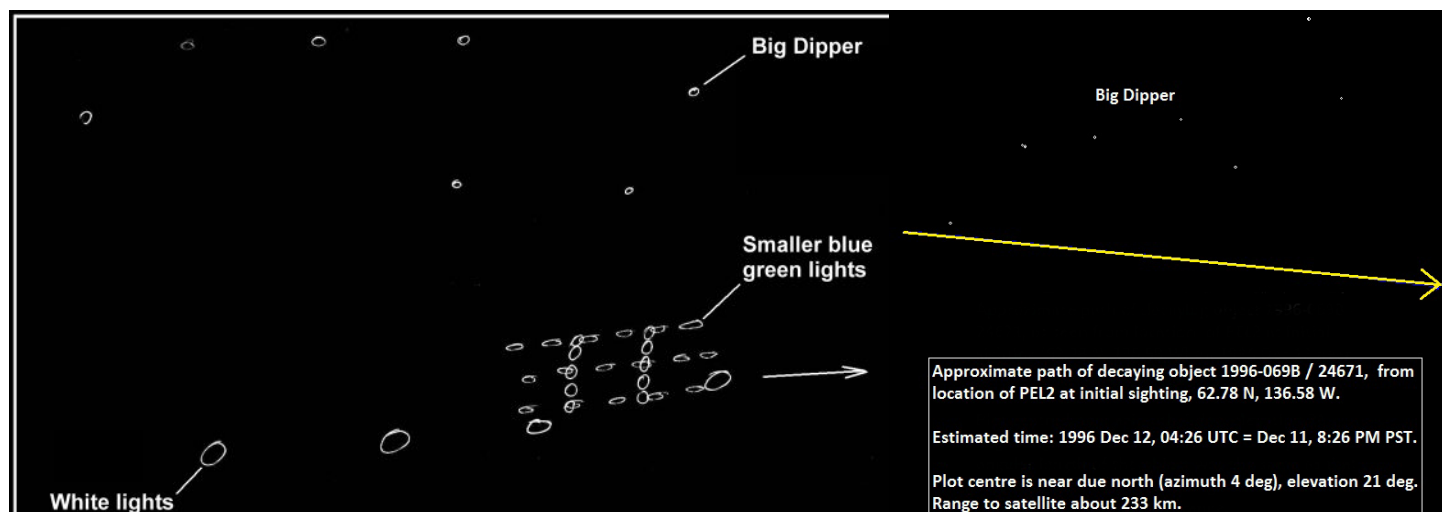 Big Dipper
Smaller blue
green lights
White lights
Big Dipper
Approximate path of decaying object 1996-069B / 24671, from
location of PEL2 at initial sighting, 62.78 N, 136.58 W.
Estimated time: 1996 Dec 12, 04:26 UTC = Dec 11, 8:26 PM PST.
Plot centre is near due north (azimuth 4 deg), elevation 21 deg.
Range to satellite about 233 km.